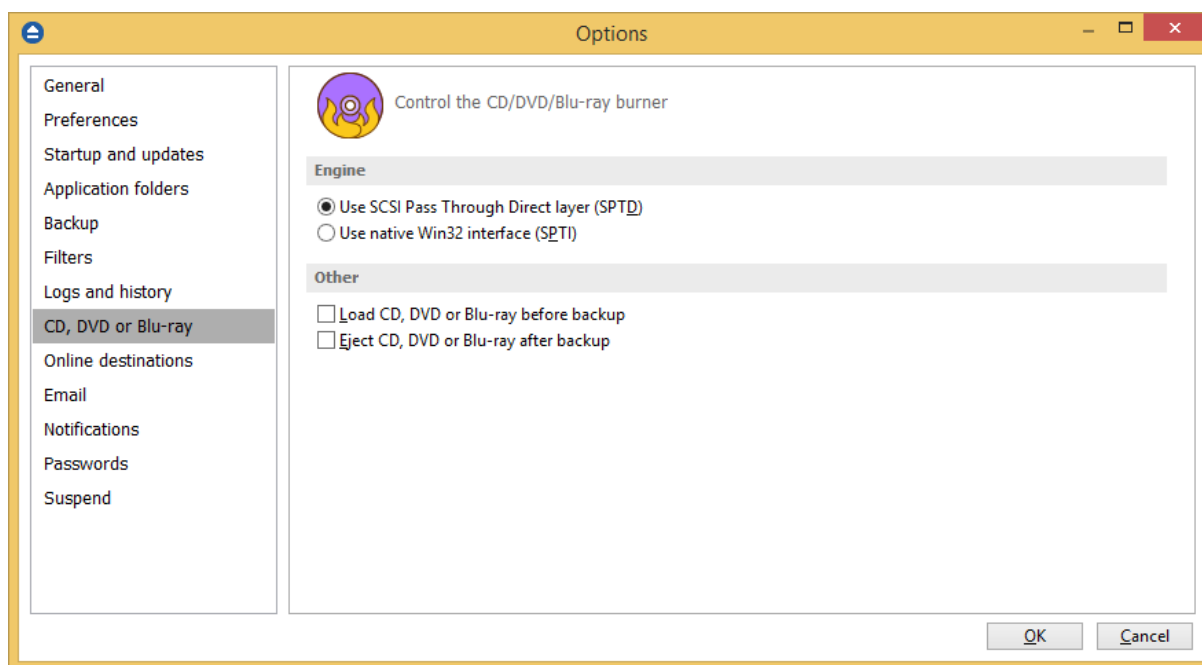 Options
General
Preferences
Startup and updates
Application folders
Backup
Filters
Logs and history
CD, DVD or Blu-ray
Online destinations
Email
Notifications
Passwords
Suspend
Control the CD/DVD/Blu-ray burner
Engine
Use SCSI Pass Through Direct layer (SPTD)
Use native Win32 interface (SPTI)
Other
Load CD, DVD or Blu-ray before backup
Eject CD, DVD or Blu-ray after backup
OK
Cancel